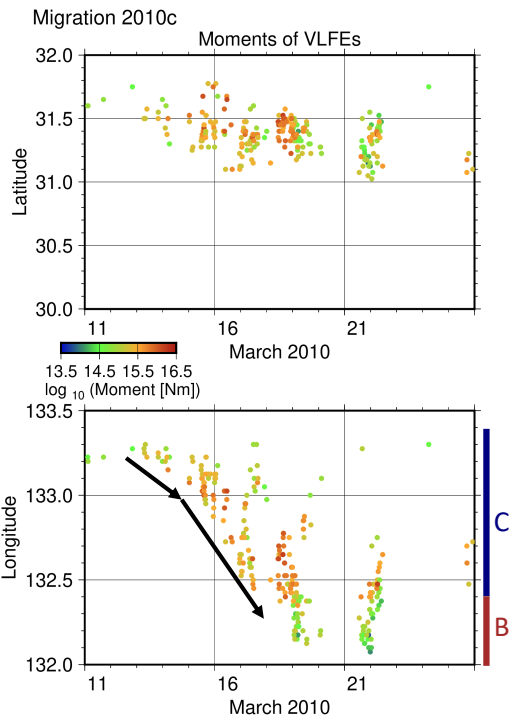 Migration 2010c
Moments of VLFEs
32.0
31.5
31.0
30.5
30.0
Latitude
11 16 21
March 2010
13.5 14.5 15.5 16.5
log 10 (Moment [Nm])
133.5
133.0
132.5
132.0
Longitude
C
B
11 16 21
March 2010